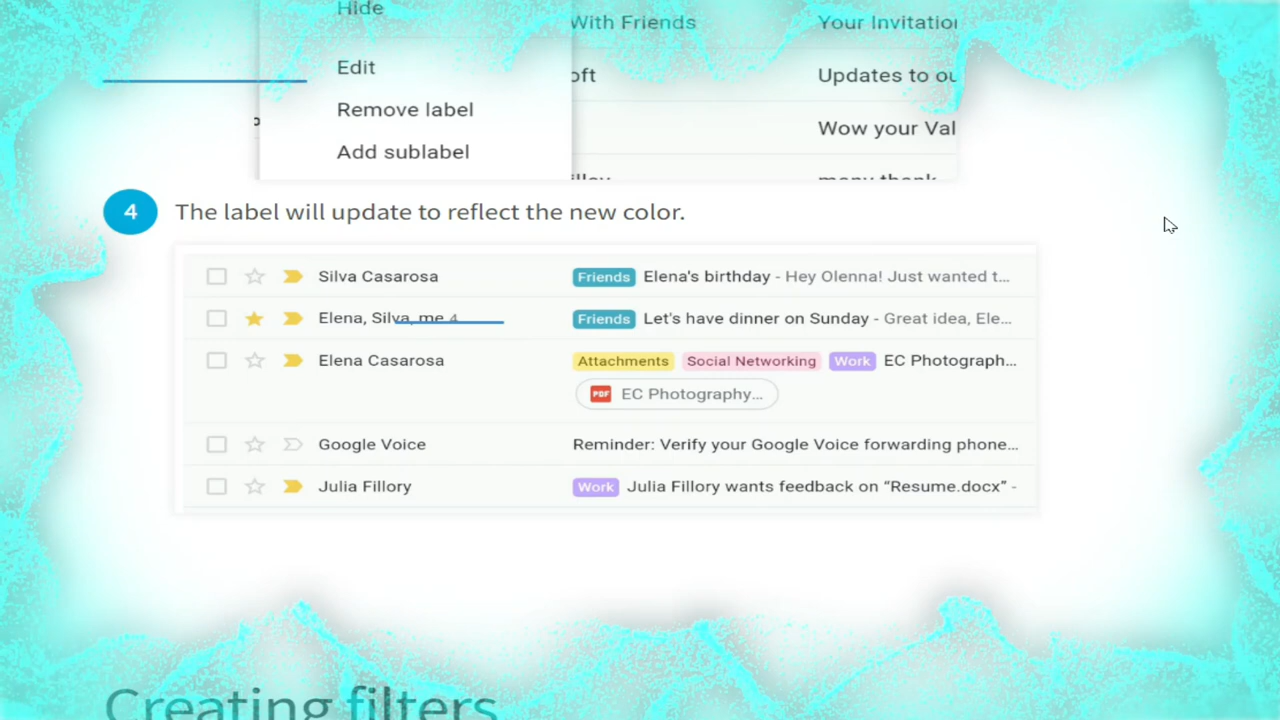 Hide
With Friends Your Invitation
Edit
oft Updates to ou
Remove label
Wow your Val
Add sublabel
many thank
4 The label will update to reflect the new color.
Silva Casarosa Friends Elena's birthday - Hey Olenna! Just wanted t...
Elena, Silva, me 4 Friends Let's have dinner on Sunday - Great idea, Ele...
Elena Casarosa Attachments Social Networking Work EC Photograph...
PDF EC Photography...
Google Voice Reminder: Verify your Google Voice forwarding phone...
Julia Fillory Work Julia Fillory wants feedback on “Resume.docx” -
Creating filters